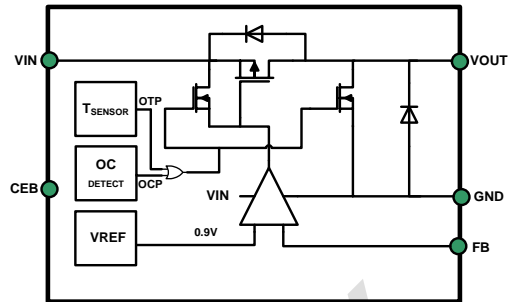 VIN
VOUT
TSENSOR
OTP
OC
DETECT
OCP
CEB
VIN
GND
VREF
0.9V
FB